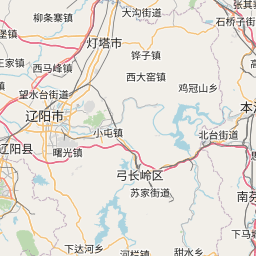 柳条寨镇
大沟街道
张其寨
石桥子街
灯塔市
铧子镇
王家镇
西马峰镇
西大窑镇
鸡冠山乡
望水台街道
辽阳市
本
北台街道
小屯镇
辽阳县
曙光镇
弓长岭区
苏家街道
南芬
下马
下达河乡
河栏镇
甜水乡